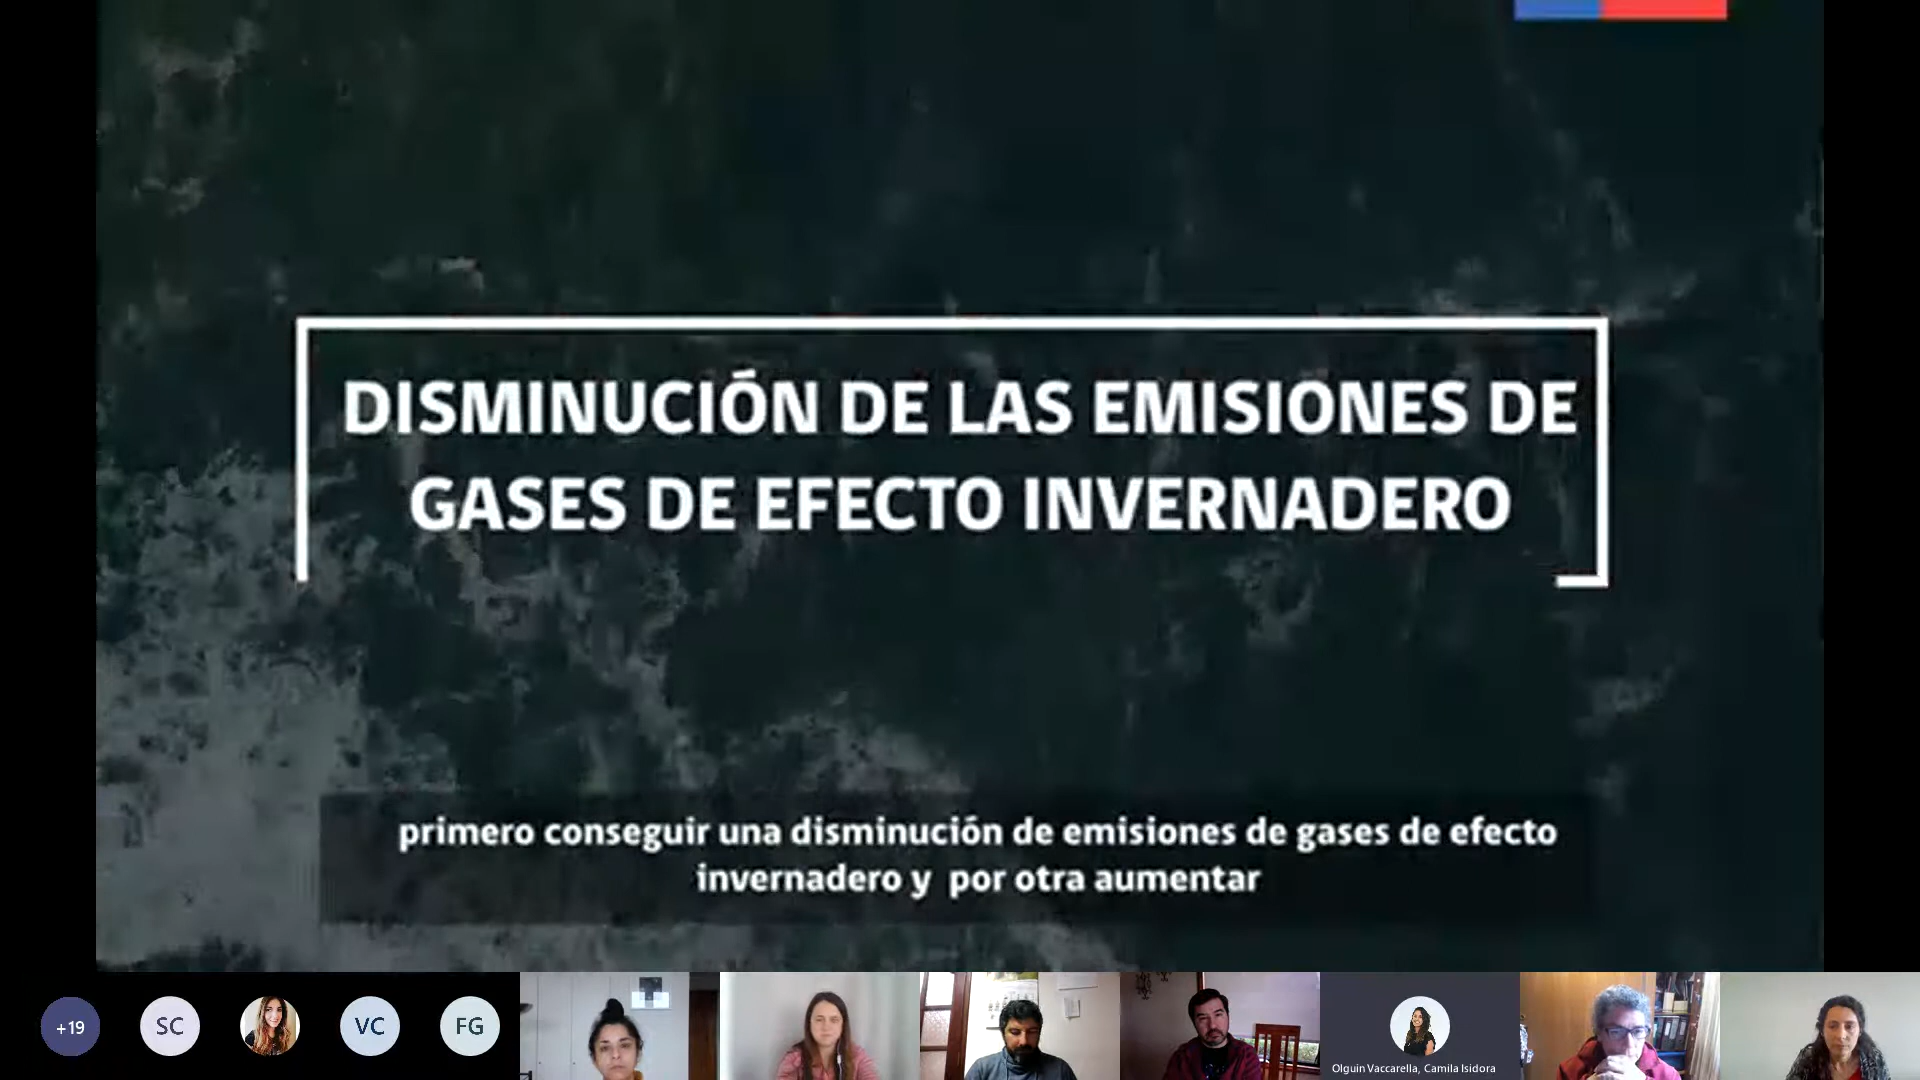 DISMINUCIÓN DE LAS EMISIONES DE
GASES DE EFECTO INVERNADERO
primero conseguir una disminución de emisiones de gases de efecto
invernadero y  por otra aumentar
+19
SC
VC
FG
Olguin Vaccarella, Camila Isidora